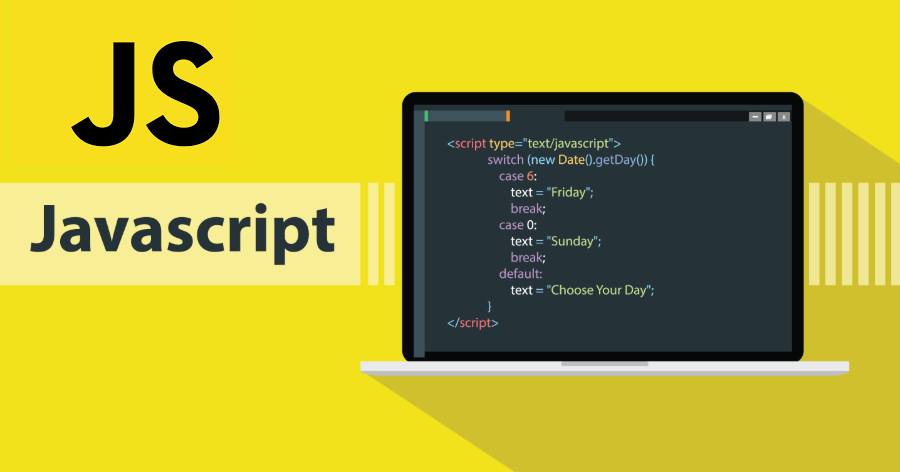 JS
Javascript
<script type="text/javascript">
switch (new Date().getDay()) {
case 6:
text = "Friday";
break;
case 0:
text = "Sunday";
break;
default:
text = "Choose Your Day";
}
</script>